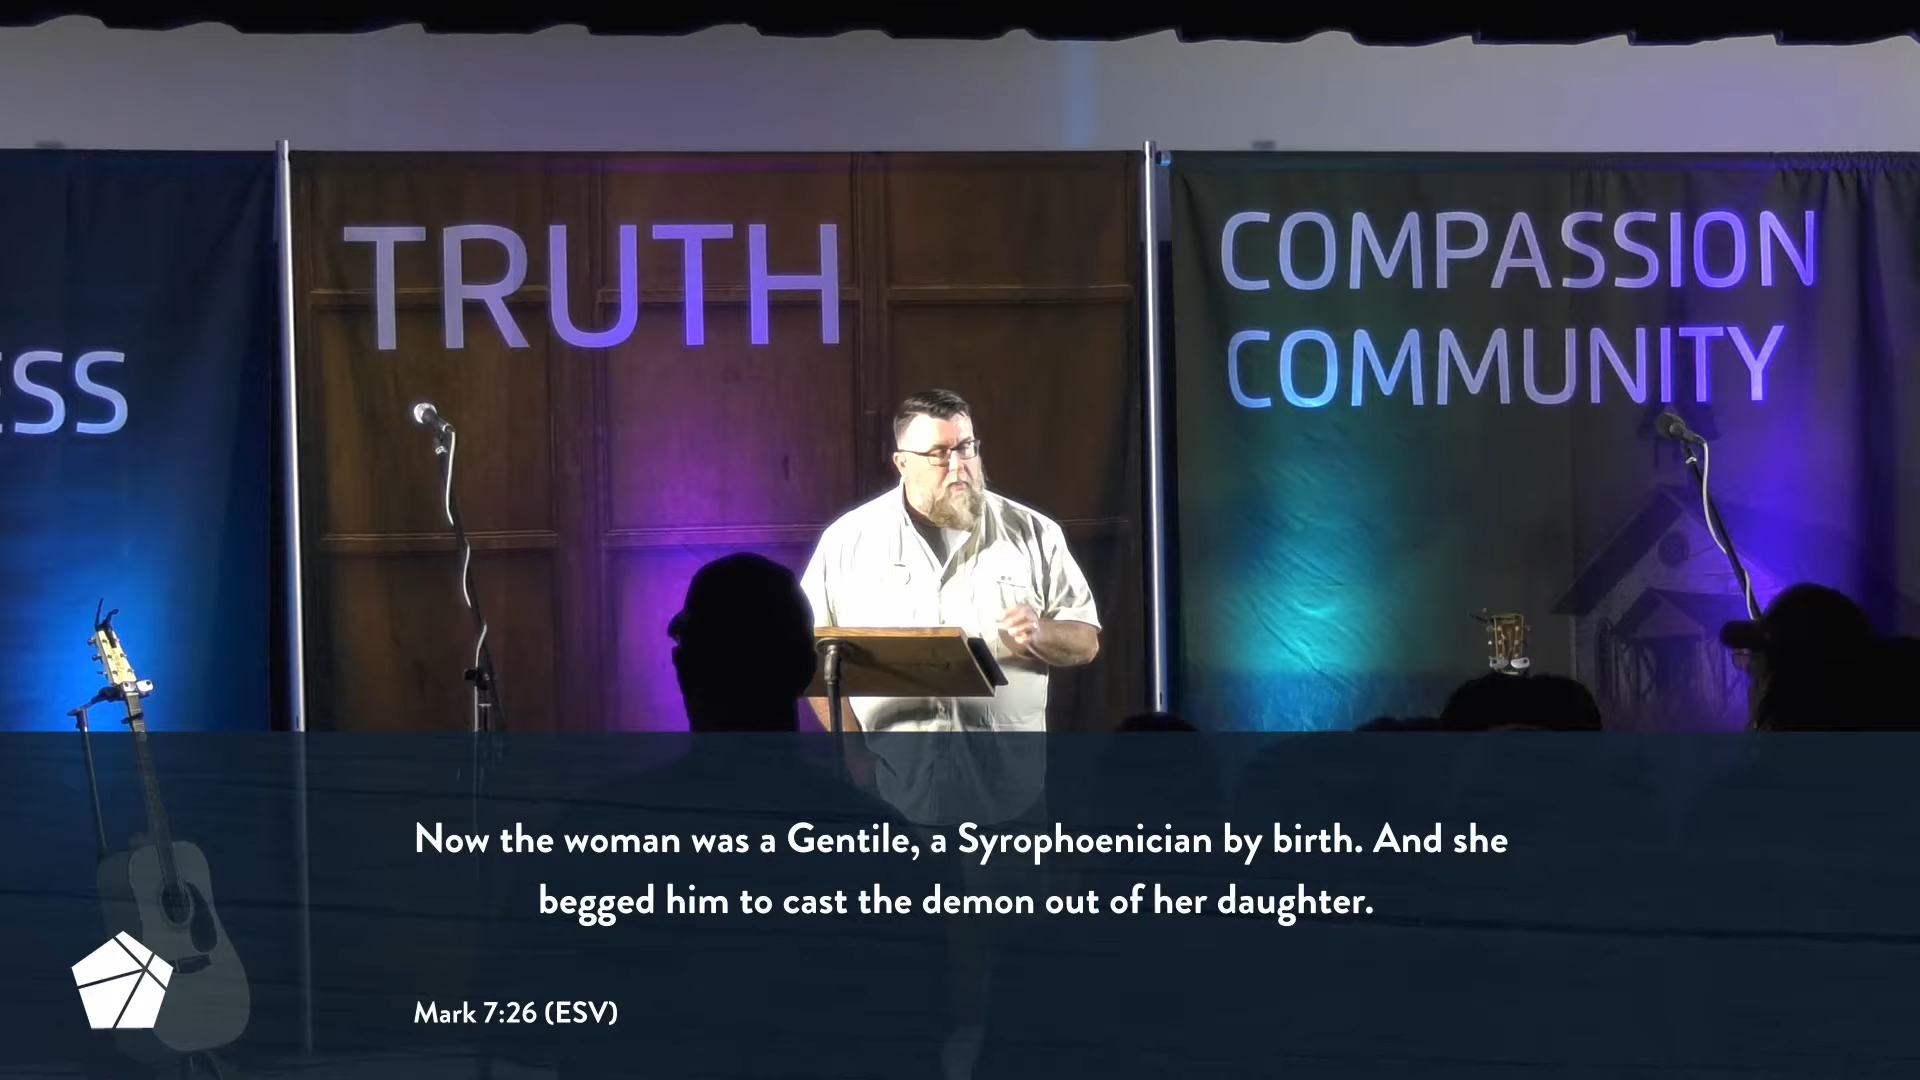 TRUTH
COMPASSION
COMMUNITY
ESS
Now the woman was a Gentile, a Syrophoenician by birth. And she
begged him to cast the demon out of her daughter.
Mark 7:26 (ESV)